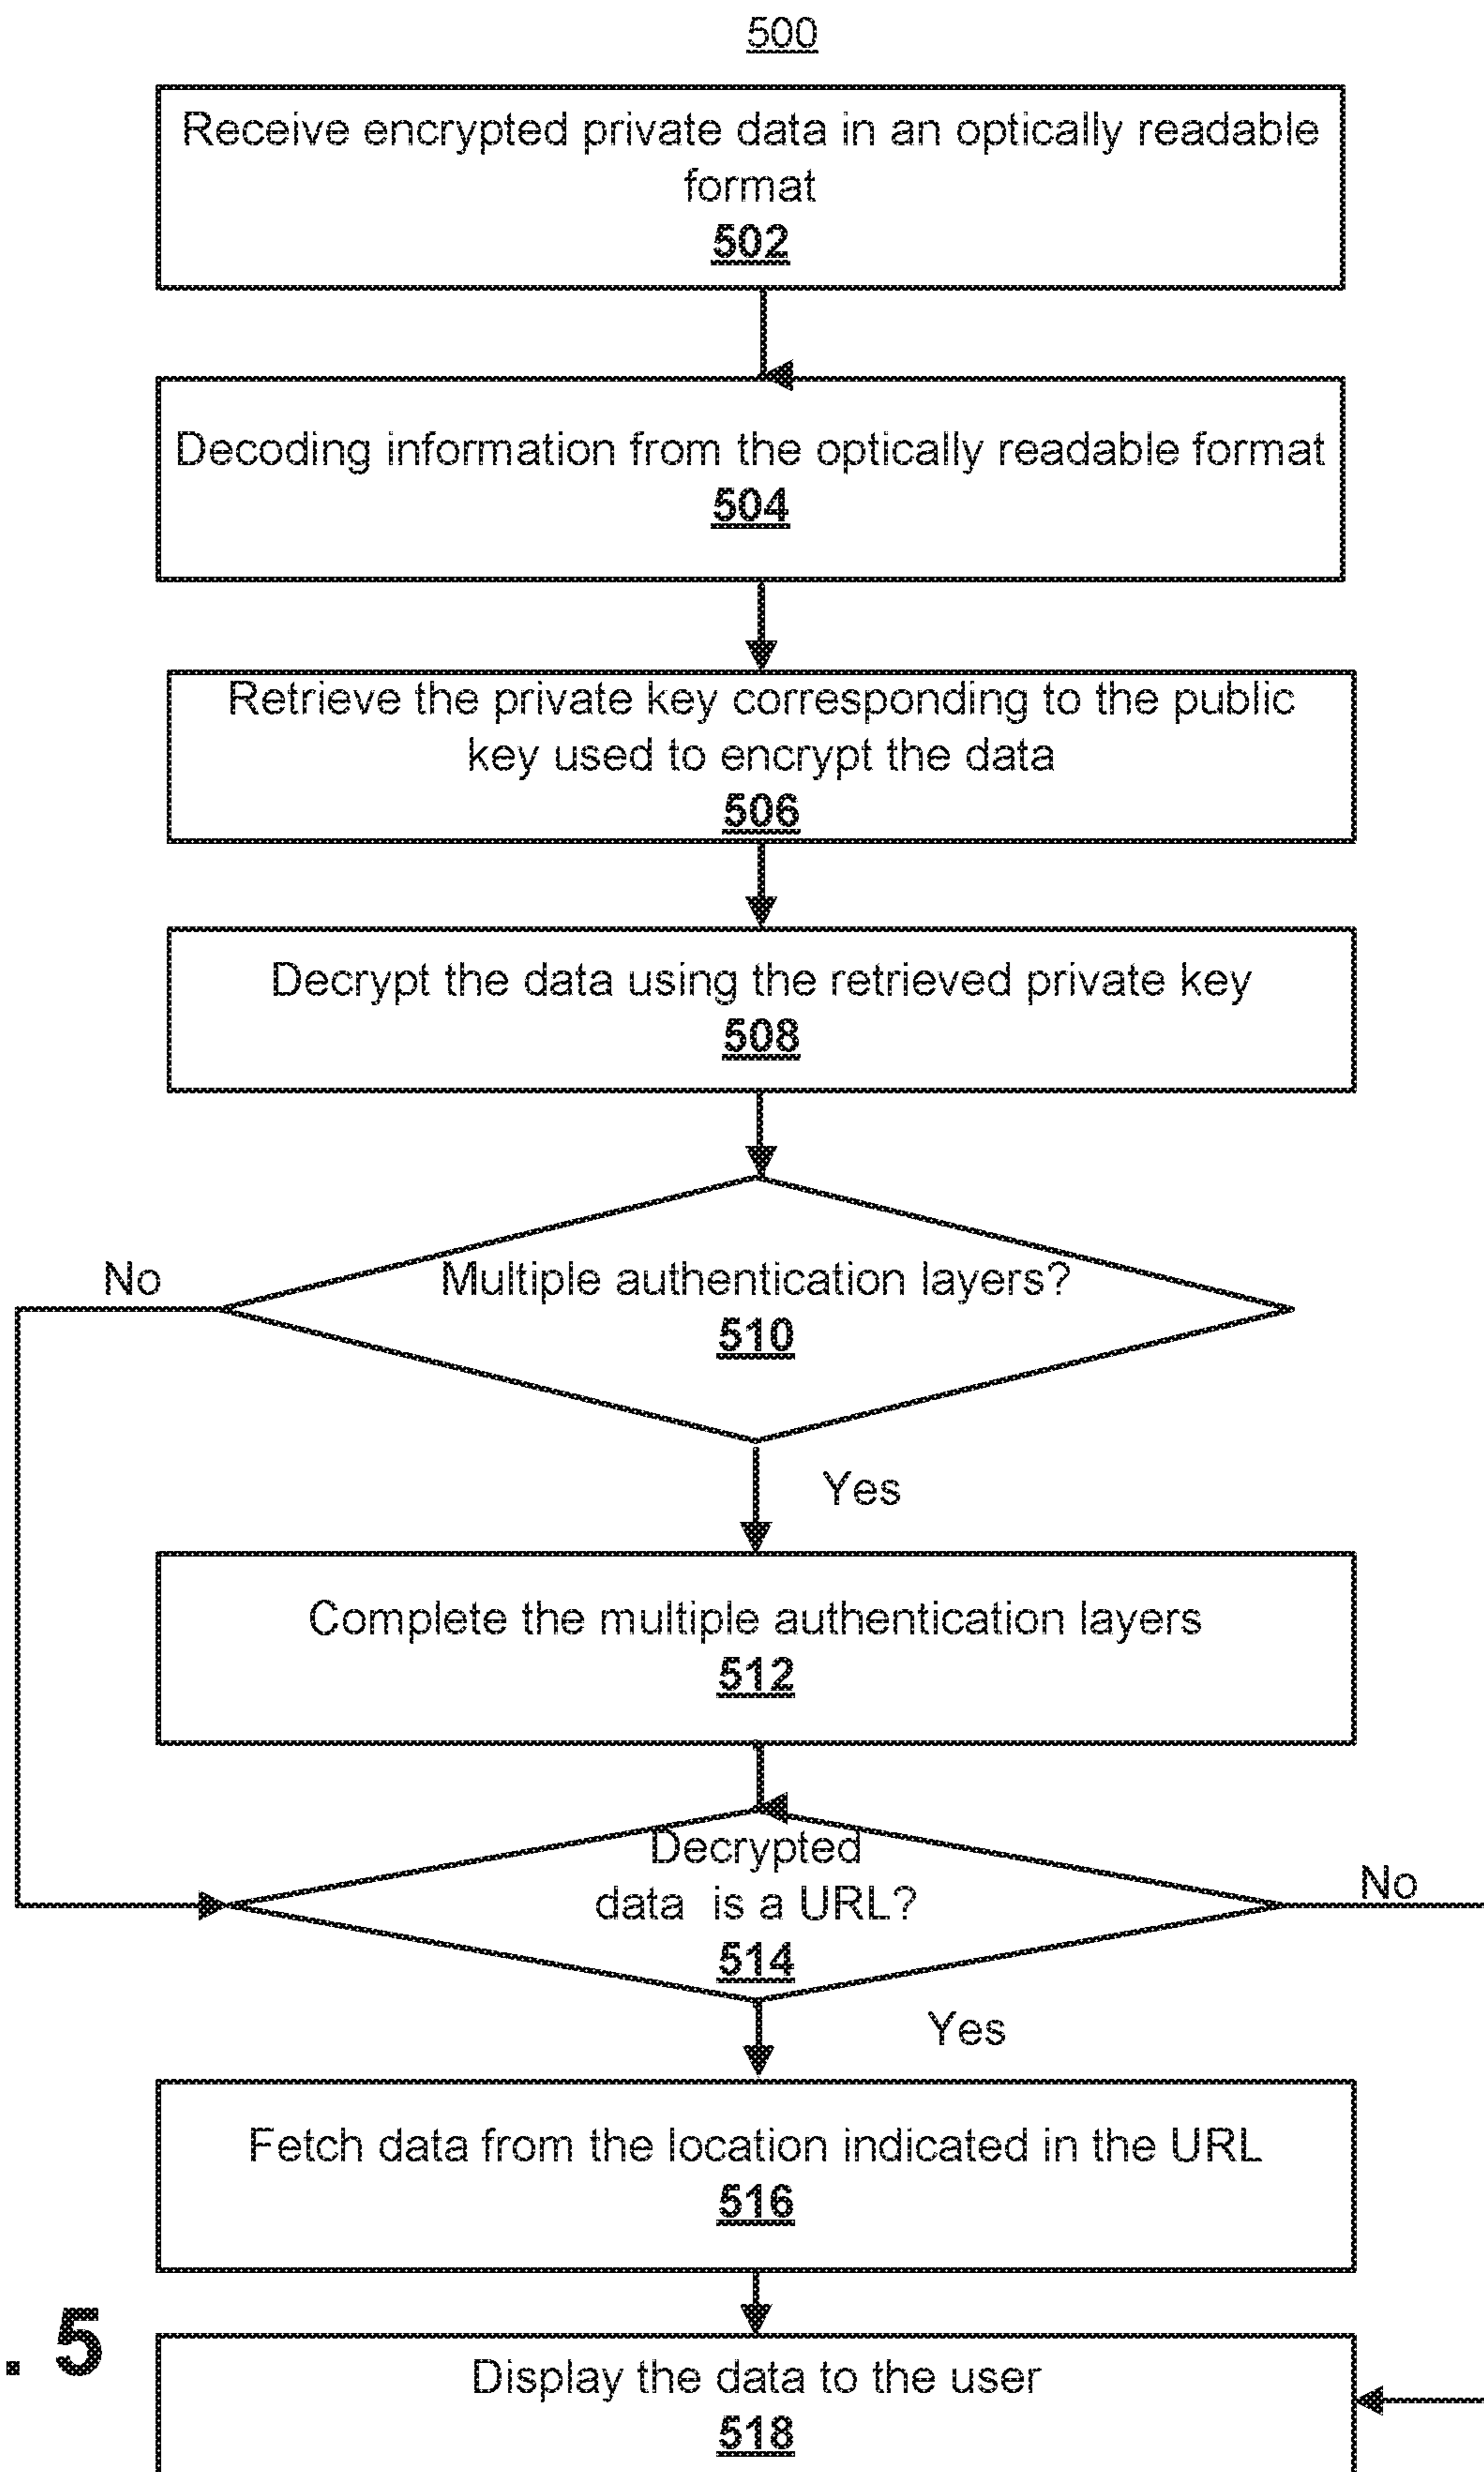 500
Receive encrypted private data in an optically readable
format
502
Decoding information from the optically readable format
504
Retrieve the private key corresponding to the public
key used to encrypt the data
506
Decrypt the data using the retrieved private key
508
No
Multiple authentication layers?
510
Yes
Complete the multiple authentication layers
512
Decrypted
data is a URL?
514
No
Yes
Fetch data from the location indicated in the URL
516
. 5
Display the data to the user
518